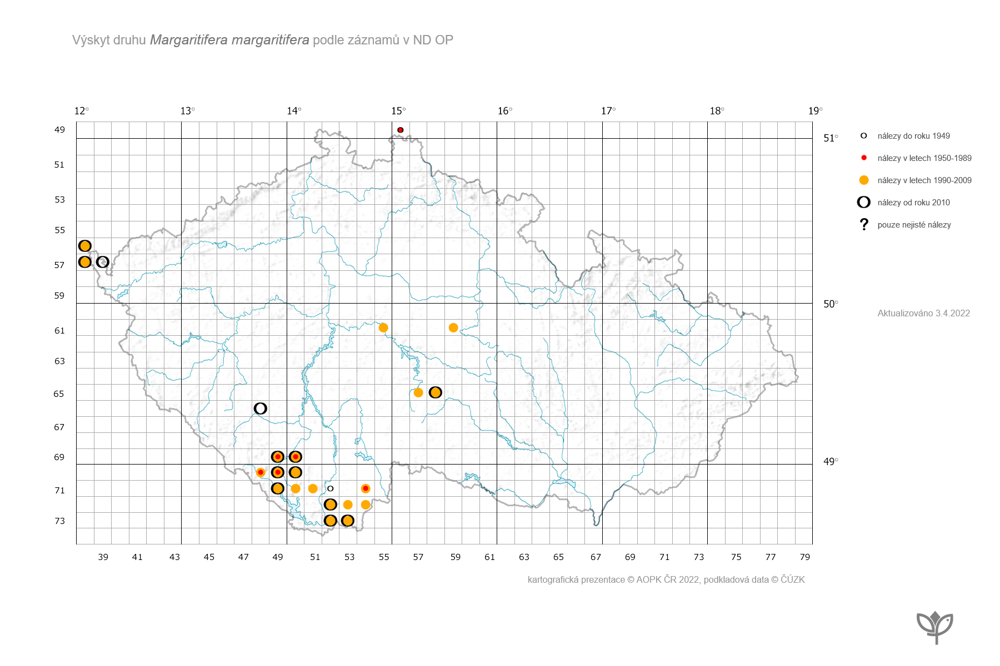 Výskyt druhu Margaritifera margaritifera podle záznamů v ND OP
12° 13° 14° 15° 16° 17° 18° 19°
49
51°
nálezy do roku 1949
nálezy v letech 1950-1989
51
nálezy v letech 1990-2009
53
nálezy od roku 2010
? pouze nejisté nálezy
55
57
59
50°
Aktualizováno 3.4.2022
61
63
65
67
69
49°
71
73
39 41 43 45 47 49 51 53 55 57 59 61 63 65 67 69 71 73 75 77 79
kartografická prezentace © AOPK ČR 2022, podkladová data © ČÚZK